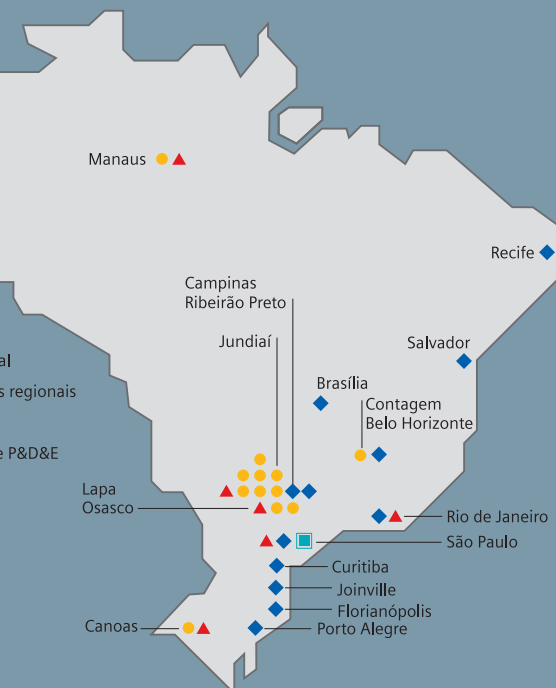 Manaus
Recife
Campinas
Ribeirão Preto
Jundiaí
Salvador
al
s regionais
Brasília
Contagem
Belo Horizonte
e P&D&E
Lapa
Osasco
Rio de Janeiro
São Paulo
Curitiba
Joinville
Florianópolis
Canoas
Porto Alegre